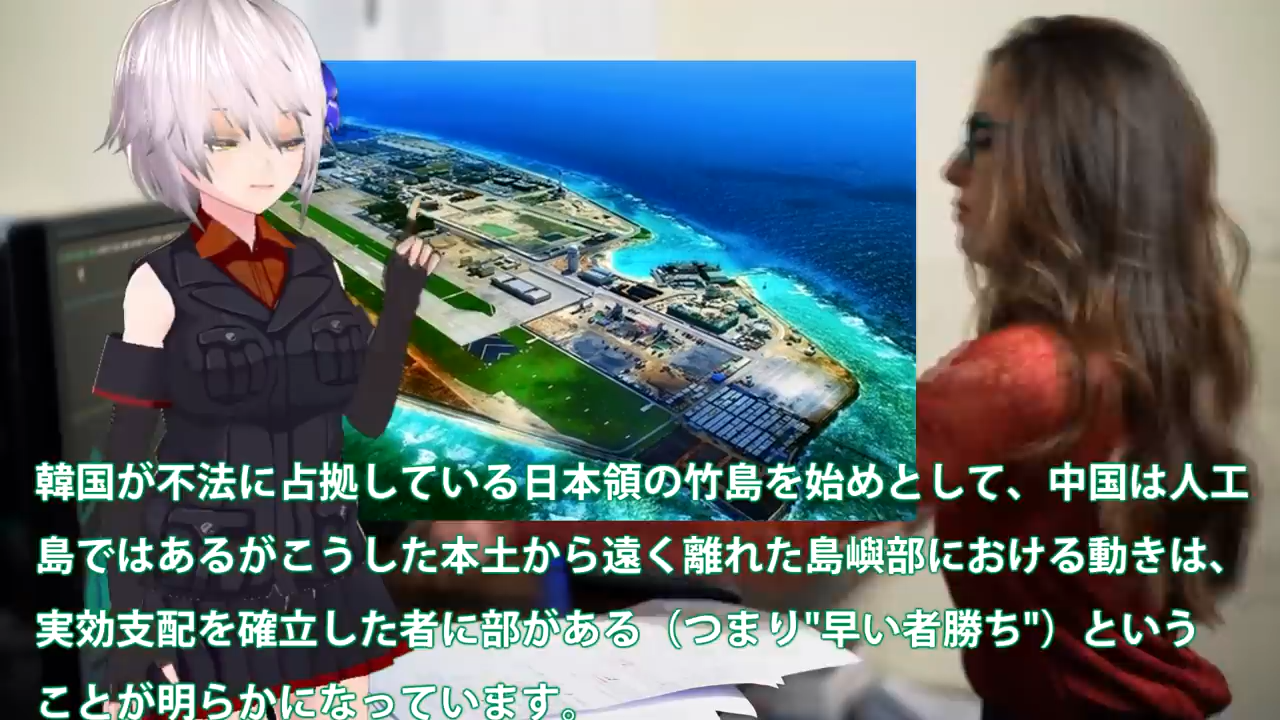 韓国が不法に占拠している日本領の竹島を始めとして、中国は人工
島ではあるがこうした本土から遠く離れた島嶼部における動きは、
実効支配を確立した者に部がある（つまり"早い者勝ち"）という
ことが明らかになっています。